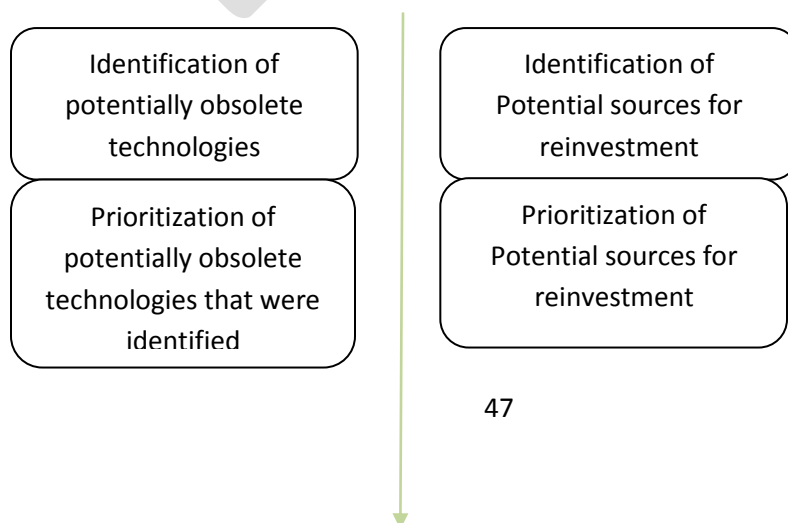 Identification of
potentially obsolete
technologies
Prioritization of
potentially obsolete
technologies that were
identified
Identification of
Potential sources for
reinvestment
Prioritization of
Potential sources for
reinvestment
47